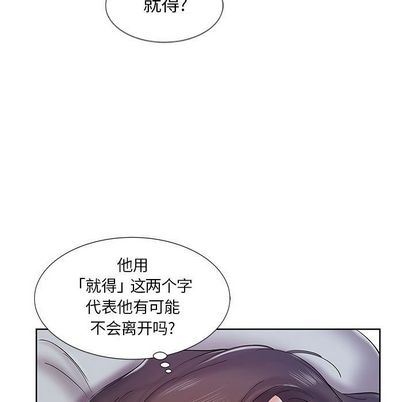 就得?
他用
「就得」这两个字
代表他有可能
不会离开吗?